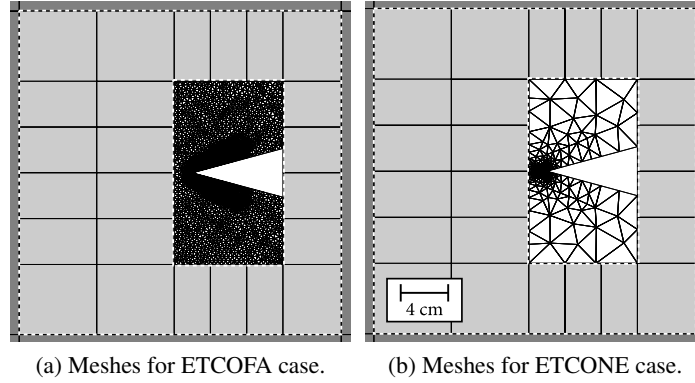 4 cm
(a) Meshes for ETCOFA case.
(b) Meshes for ETCONE case.